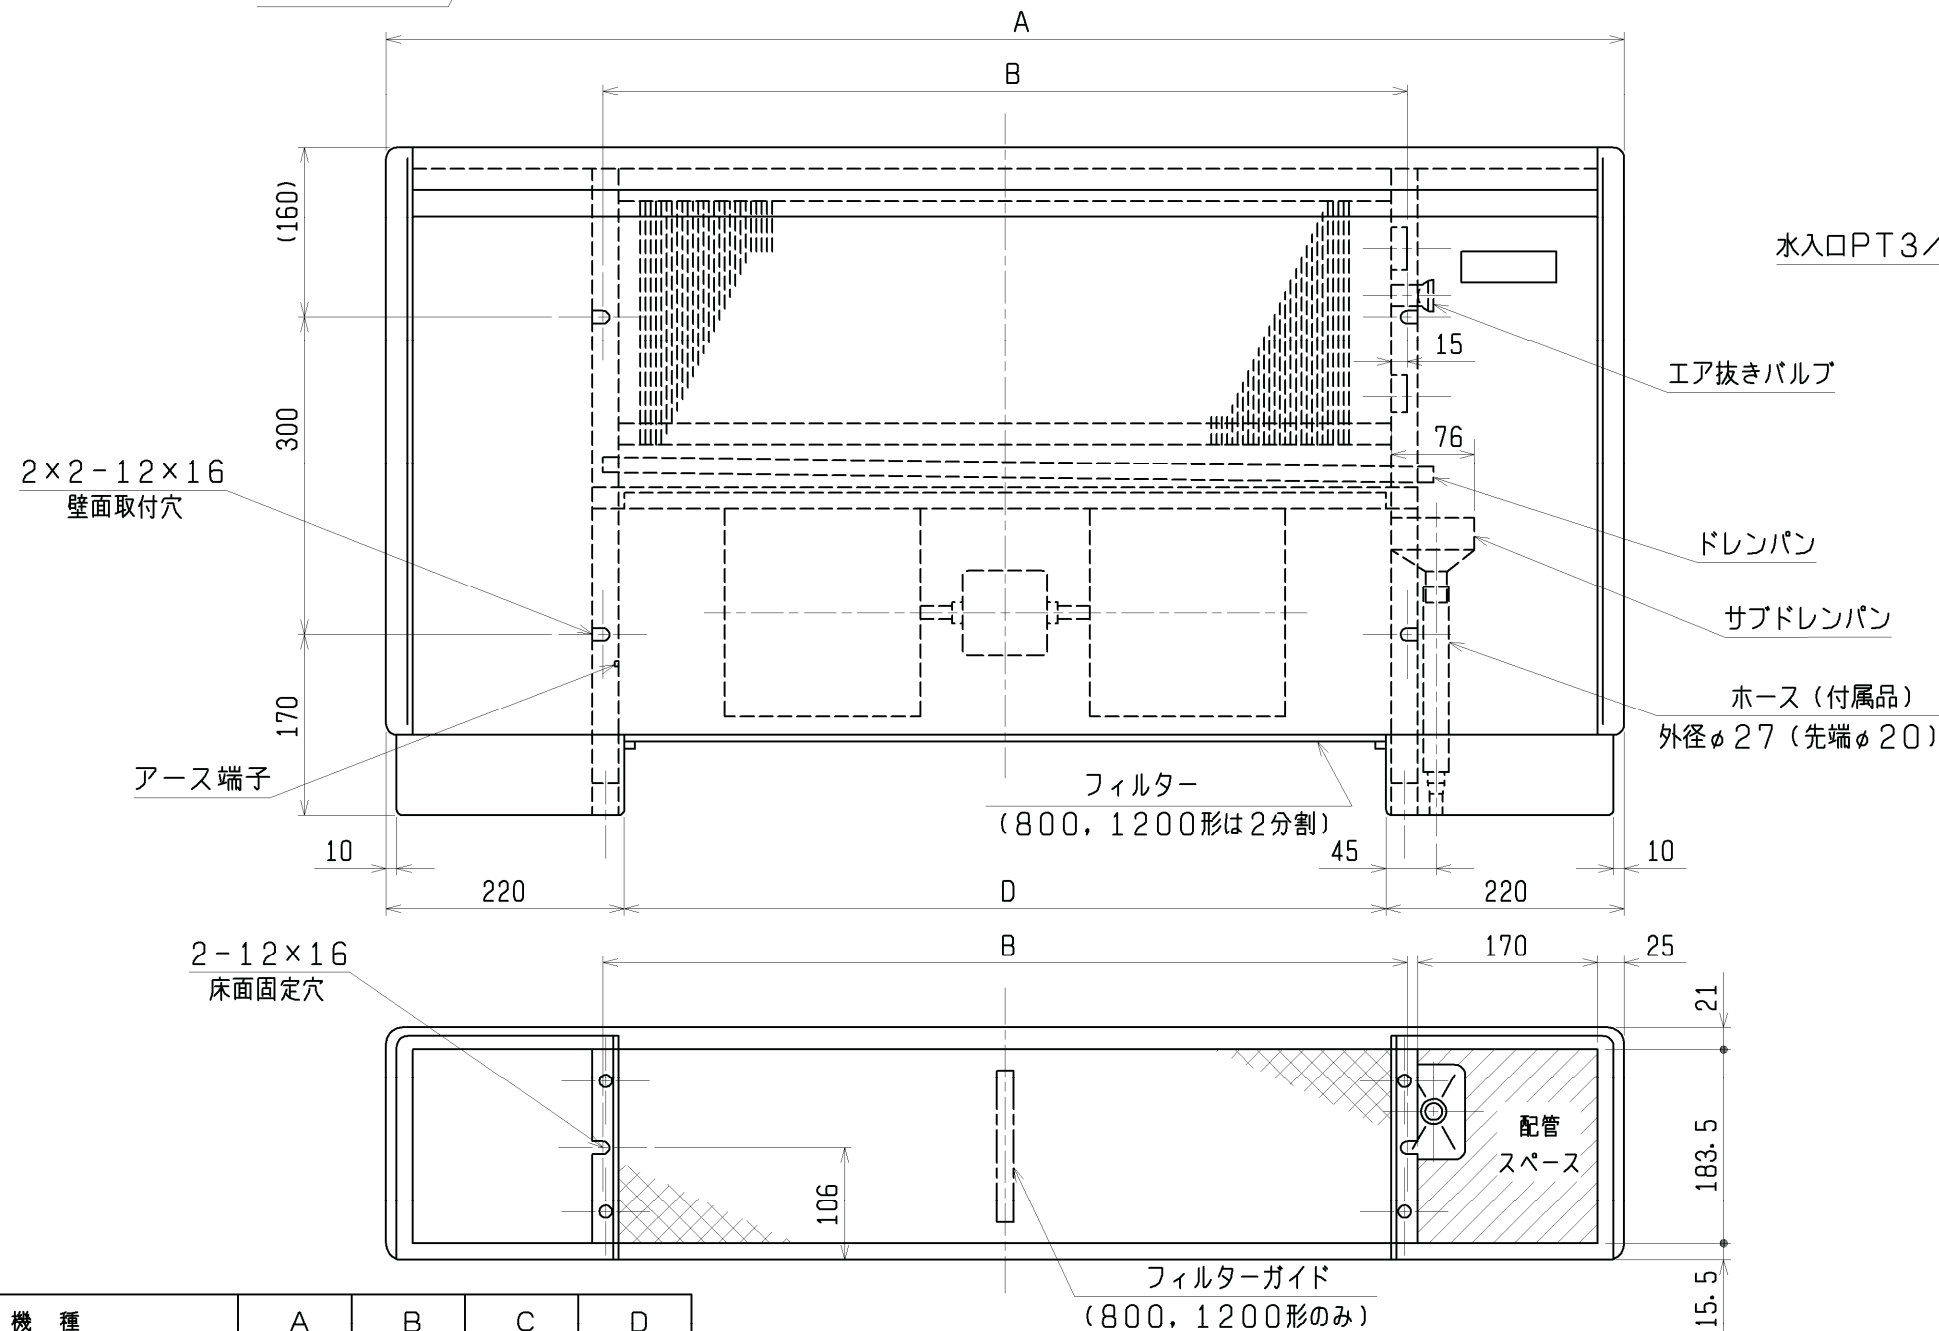 A
B
(160)
水入口PT3/
15
エア抜きバルブ
300
76
2×2-12×16
壁面取付穴
ドレンパン
サブドレンパン
170
ホース(付属品)
外径φ27(先端φ20)
アース端子
フィルター
(800,1200形は2分割)
10
45
10
220
D
220
2-12×16
床面固定穴
B
170
25
21
配管
スペース
183.5
106
フィルターガイド
(800,1200形のみ)
15.5
機 種 A B C D